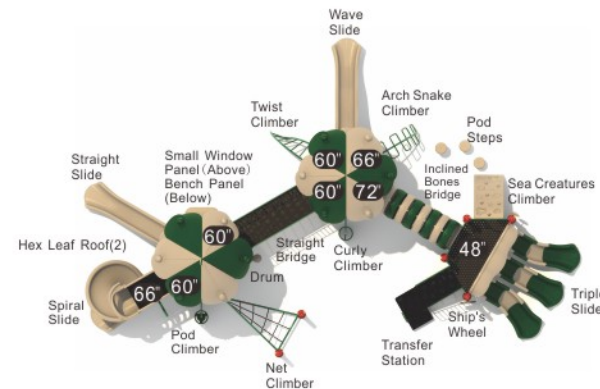 Wave
Slide
Twist
Climber
Arch Snake
Climber
Pod
Steps
Straight
Slide
Small Window
Panel (Above)
Bench Panel
(Below)
60"
66"
60"
72"
Inclined
Bones
Bridge
Sea Creatures
Climber
Hex Leaf Roof(2)
60"
Straight
Bridge
Curly
Climber
48"
Drum
66"
60"
Spiral
Slide
Pod
Climber
Net
Climber
Transfer
Station
Ship's
Wheel
Triple
Slide